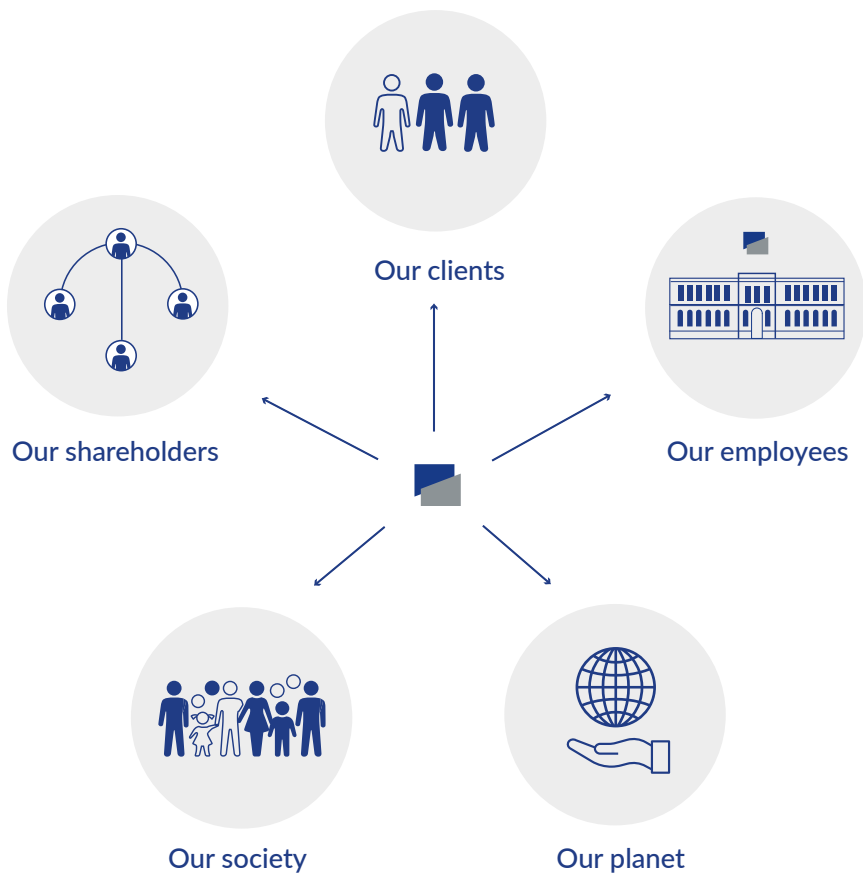 Our clients
Our shareholders
Our employees
Our society
Our planet